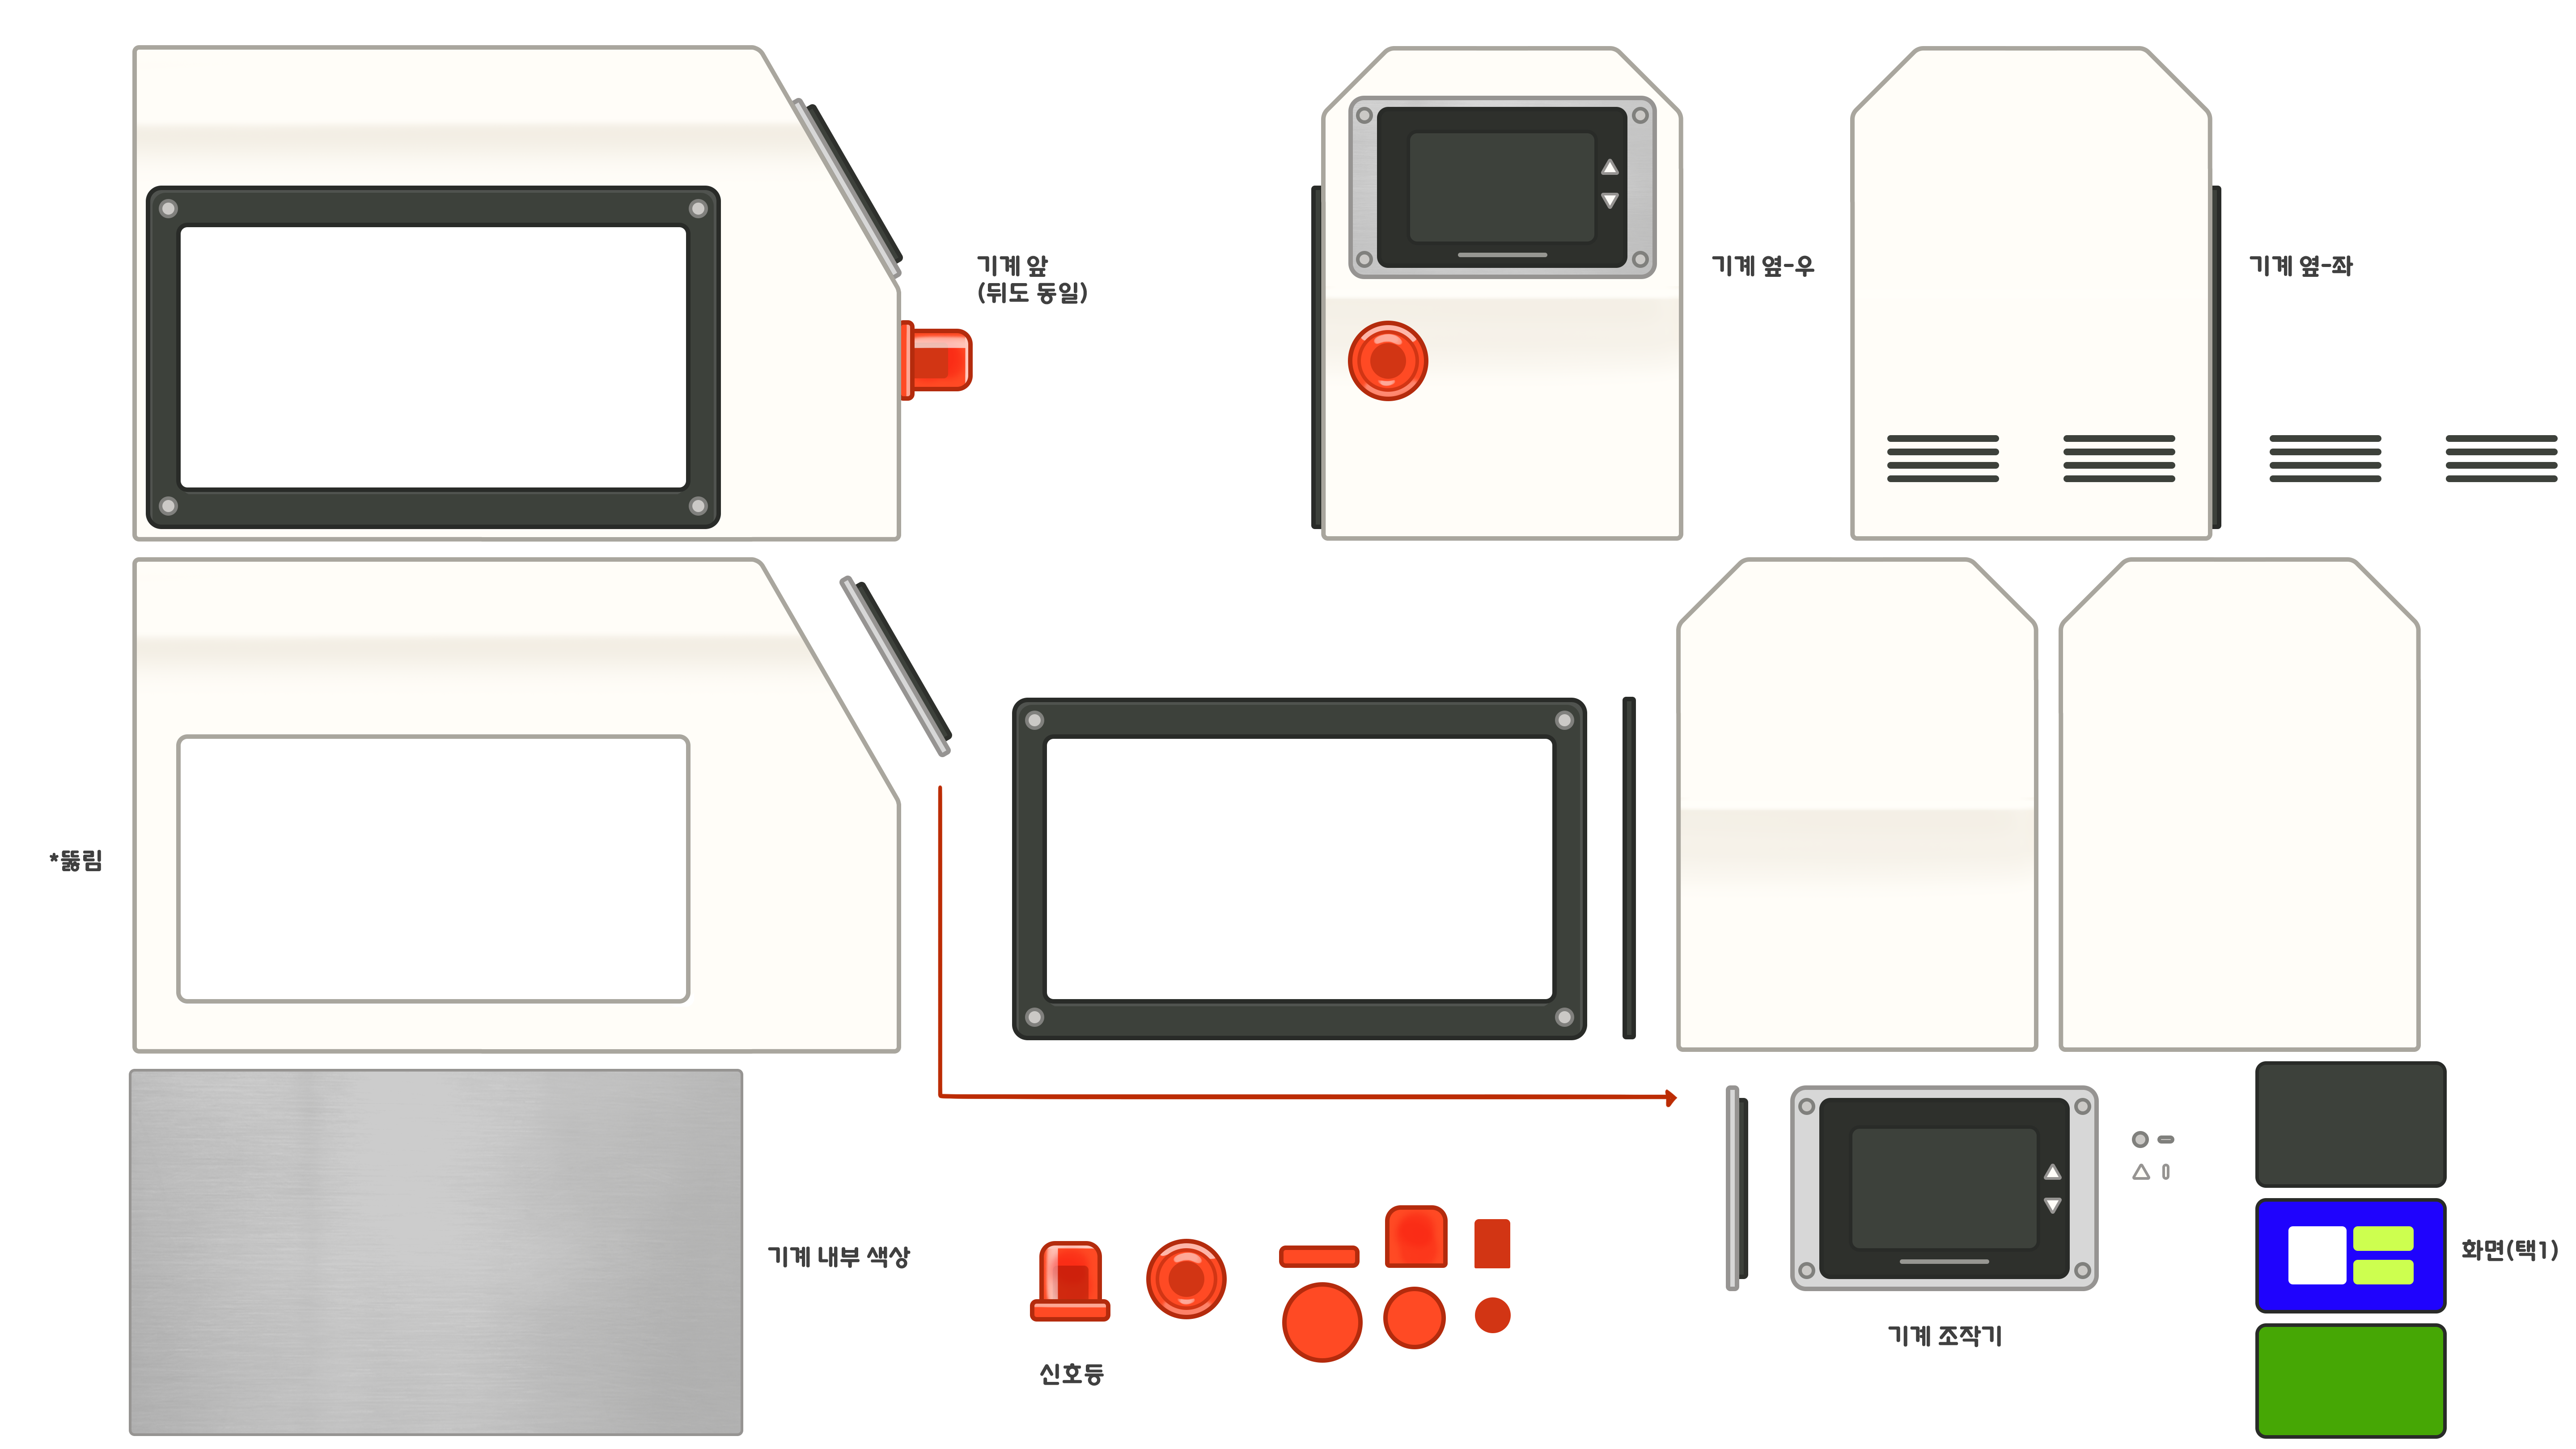 기계 앞
(뒤도 동일)
기계 옆-우
기계 옆-좌
*뚫림
기계 내부 색상
신호등
기계 조작기
화면(택1)